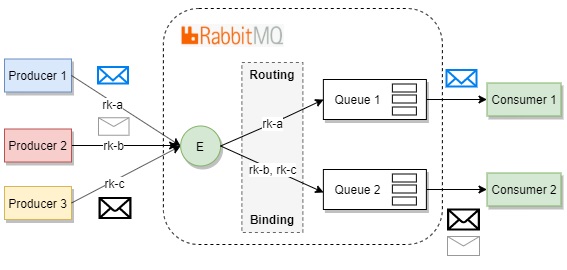 RabbitMQ
Producer 1
rk-a
Producer 2
rk-b
Producer 3
rk-c
E
Routing
rk-a
rk-b, rk-c
Binding
Queue 1
Queue 2
Consumer 1
Consumer 2